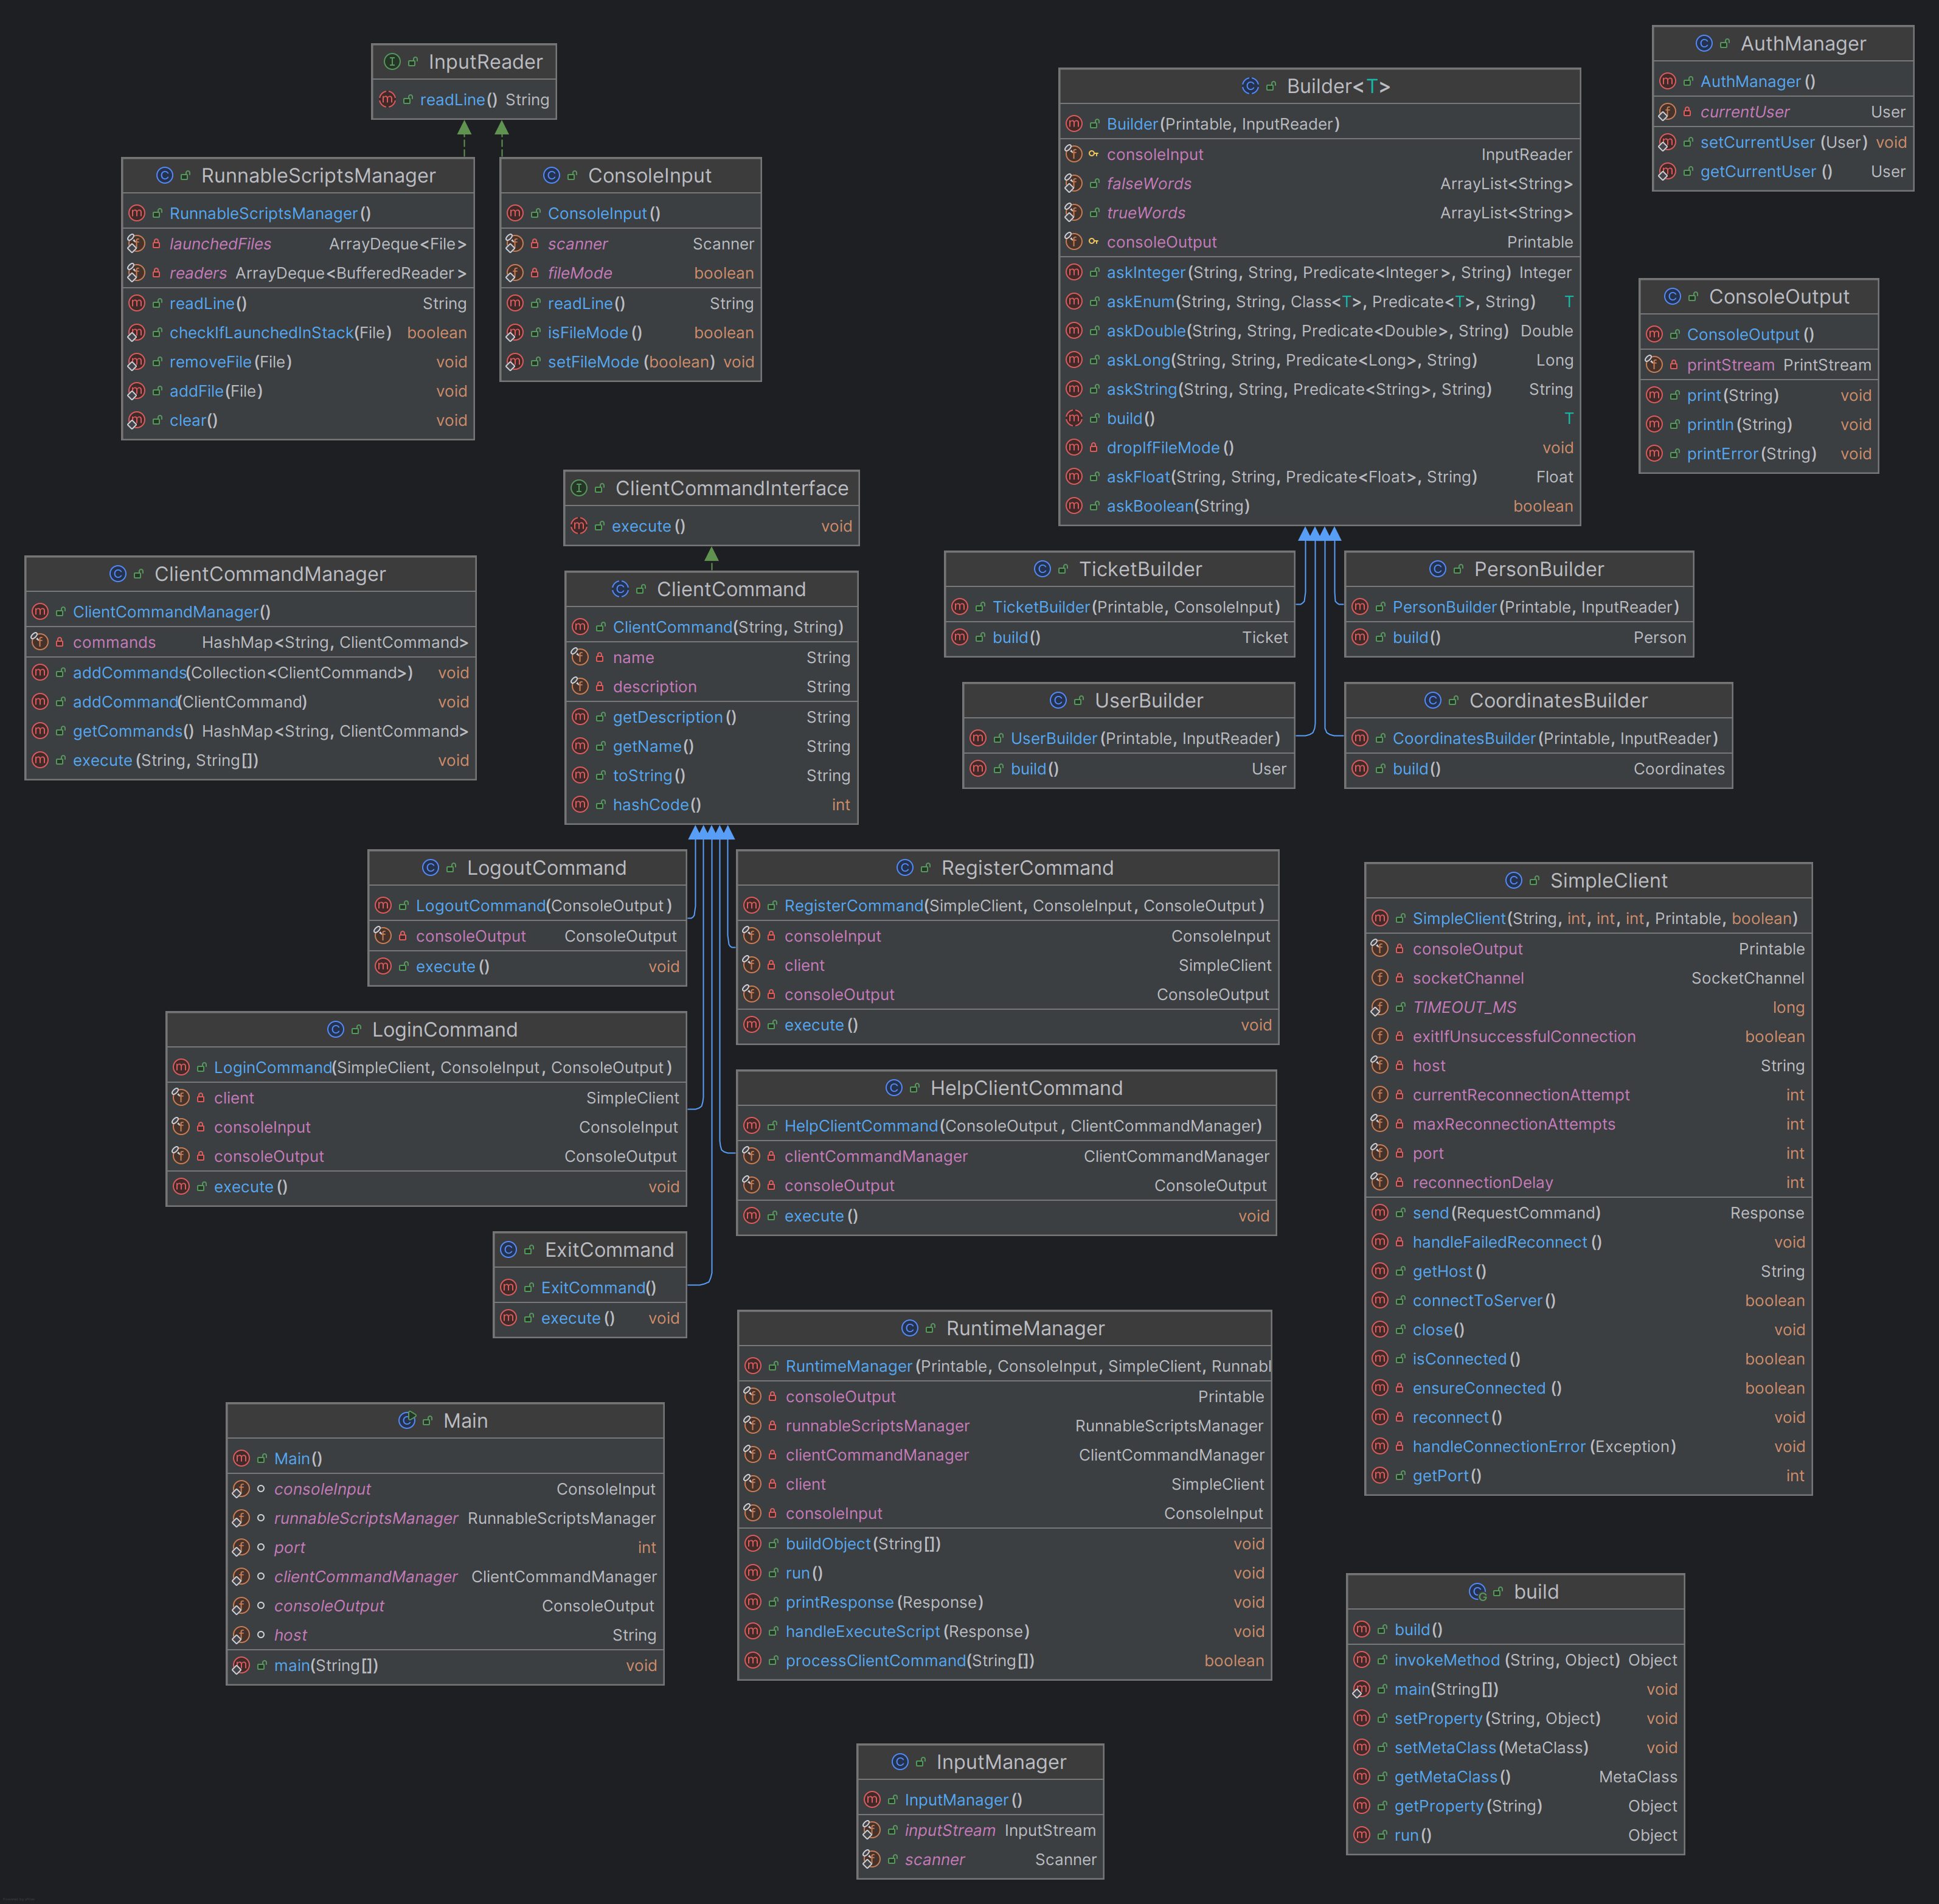 InputReader
readLine() String
RunnableScriptsManager
RunnableScriptsManager()
launchedFiles ArrayDeque<File>
readers ArrayDeque<BufferedReader>
readLine() String
checkIfLaunchedInStack(File) boolean
removeFile(File) void
addFile(File) void
clear() void
ConsoleInput
ConsoleInput()
scanner Scanner
fileMode boolean
readLine() String
isFileMode() boolean
setFileMode(boolean) void
Builder<T>
Builder(Printable, InputReader)
consoleInput InputReader
falseWords ArrayList<String>
trueWords ArrayList<String>
consoleOutput Printable
askInteger(String, String, Predicate<Integer>, String) Integer
askEnum(String, String, Class<T>, Predicate<T>, String) T
askDouble(String, String, Predicate<Double>, String) Double
askLong(String, String, Predicate<Long>, String) Long
askString(String, String, Predicate<String>, String) String
build() T
dropIfFileMode() void
askFloat(String, String, Predicate<Float>, String) Float
askBoolean(String) boolean
AuthManager
AuthManager()
currentUser User
setCurrentUser(User) void
getCurrentUser() User
ConsoleOutput
ConsoleOutput()
printStream PrintStream
print(String) void
println(String) void
printError(String) void
ClientCommandInterface
execute() void
ClientCommandManager
ClientCommandManager()
commands HashMap<String, ClientCommand>
addCommands(Collection<ClientCommand>) void
addCommand(ClientCommand) void
getCommands() HashMap<String, ClientCommand>
execute(String, String[]) void
ClientCommand
ClientCommand(String, String)
name String
description String
getDescription() String
getName() String
toString() String
hashCode() int
TicketBuilder
TicketBuilder(Printable, ConsoleInput)
build() Ticket
PersonBuilder
PersonBuilder(Printable, InputReader)
build() Person
UserBuilder
UserBuilder(Printable, InputReader)
build() User
CoordinatesBuilder
CoordinatesBuilder(Printable, InputReader)
build() Coordinates
LogoutCommand
LogoutCommand(ConsoleOutput)
consoleOutput ConsoleOutput
execute() void
RegisterCommand
RegisterCommand(SimpleClient, ConsoleInput, ConsoleOutput)
consoleInput ConsoleInput
client SimpleClient
consoleOutput ConsoleOutput
execute() void
SimpleClient
SimpleClient(String, int, int, int, Printable, boolean)
consoleOutput Printable
socketChannel SocketChannel
TIMEOUT_MS long
exitIfUnsuccessfulConnection boolean
host String
currentReconnectionAttempt int
maxReconnectionAttempts int
port int
reconnectionDelay int
send(RequestCommand) Response
handleFailedReconnect() void
getHost() String
connectToServer() boolean
close() void
isConnected() boolean
ensureConnected() boolean
reconnect() void
handleConnectionError(Exception) void
getPort() int
LoginCommand
LoginCommand(SimpleClient, ConsoleInput, ConsoleOutput)
client SimpleClient
consoleInput ConsoleInput
consoleOutput ConsoleOutput
execute() void
HelpClientCommand
HelpClientCommand(ConsoleOutput, ClientCommandManager)
clientCommandManager ClientCommandManager
consoleOutput ConsoleOutput
execute() void
ExitCommand
ExitCommand()
execute() void
RuntimeManager
RuntimeManager(Printable, ConsoleInput, SimpleClient, Runnabl
consoleOutput Printable
runnableScriptsManager RunnableScriptsManager
clientCommandManager ClientCommandManager
client SimpleClient
consoleInput ConsoleInput
buildObject(String[]) void
run() void
printResponse(Response) void
handleExecuteScript(Response) void
processClientCommand(String[]) boolean
Main
Main()
consoleInput ConsoleInput
runnableScriptsManager RunnableScriptsManager
port int
clientCommandManager ClientCommandManager
consoleOutput ConsoleOutput
host String
main(String[]) void
build
build()
invokeMethod(String, Object) Object
main(String[]) void
setProperty(String, Object) void
setMetaClass(MetaClass) void
getMetaClass() MetaClass
getProperty(String) Object
run() Object
InputManager
InputManager()
inputStream InputStream
scanner Scanner